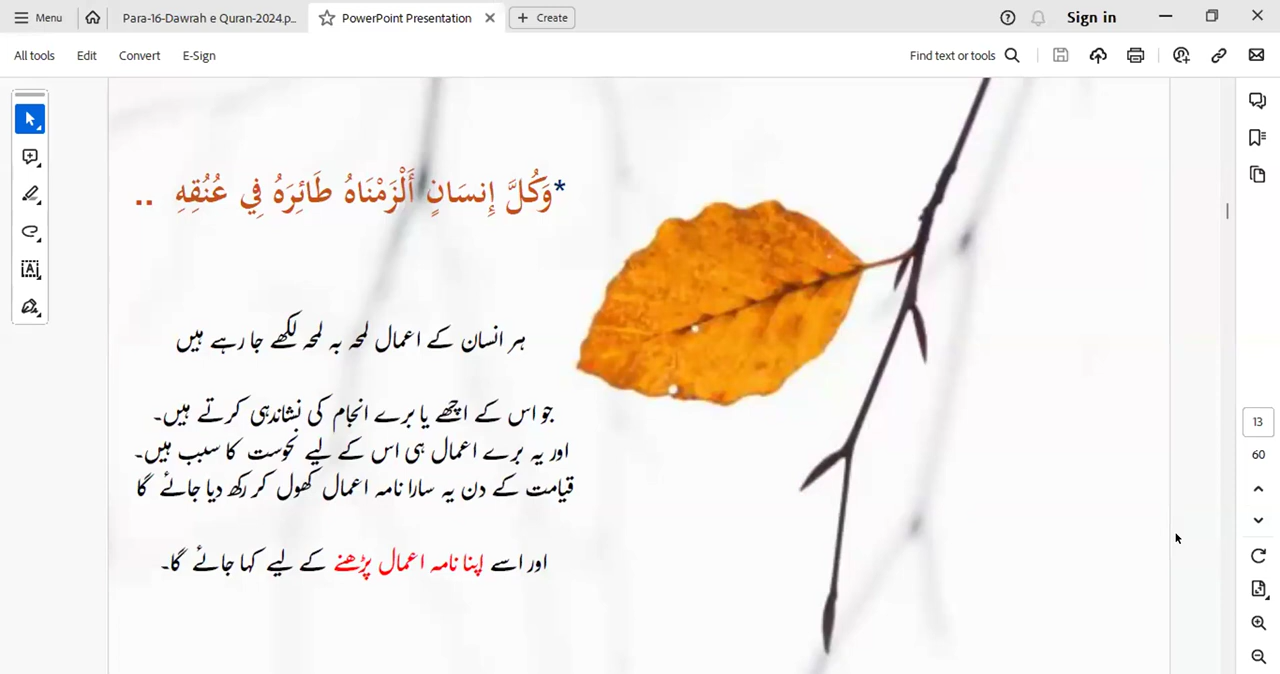 Menu
Para-16-Dawrah e Quran-2024.p...
PowerPoint Presentation
Create
Sign in
All tools
Edit
Convert
E-Sign
Find text or tools
*وَكُلَّ إِنسَانٍ أَلْزَمْنَاهُ طَائِرَهُ فِي عُنُقِهِ ..
ہر انسان کے اعمال لمحہ بہ لمحہ لکھے جا رہے ہیں
جو اس کے اچھے یا برے انجام کی نشاندہی کرتے ہیں۔
اور یہ برے اعمال ہی اس کے لیے نحوست کا سبب ہیں۔
قیامت کے دن یہ سارا نامہ اعمال کھول کر رکھ دیا جائے گا
اور اسے اپنا نامہ اعمال پڑھنے کے لیے کہا جائے گا۔
13
60